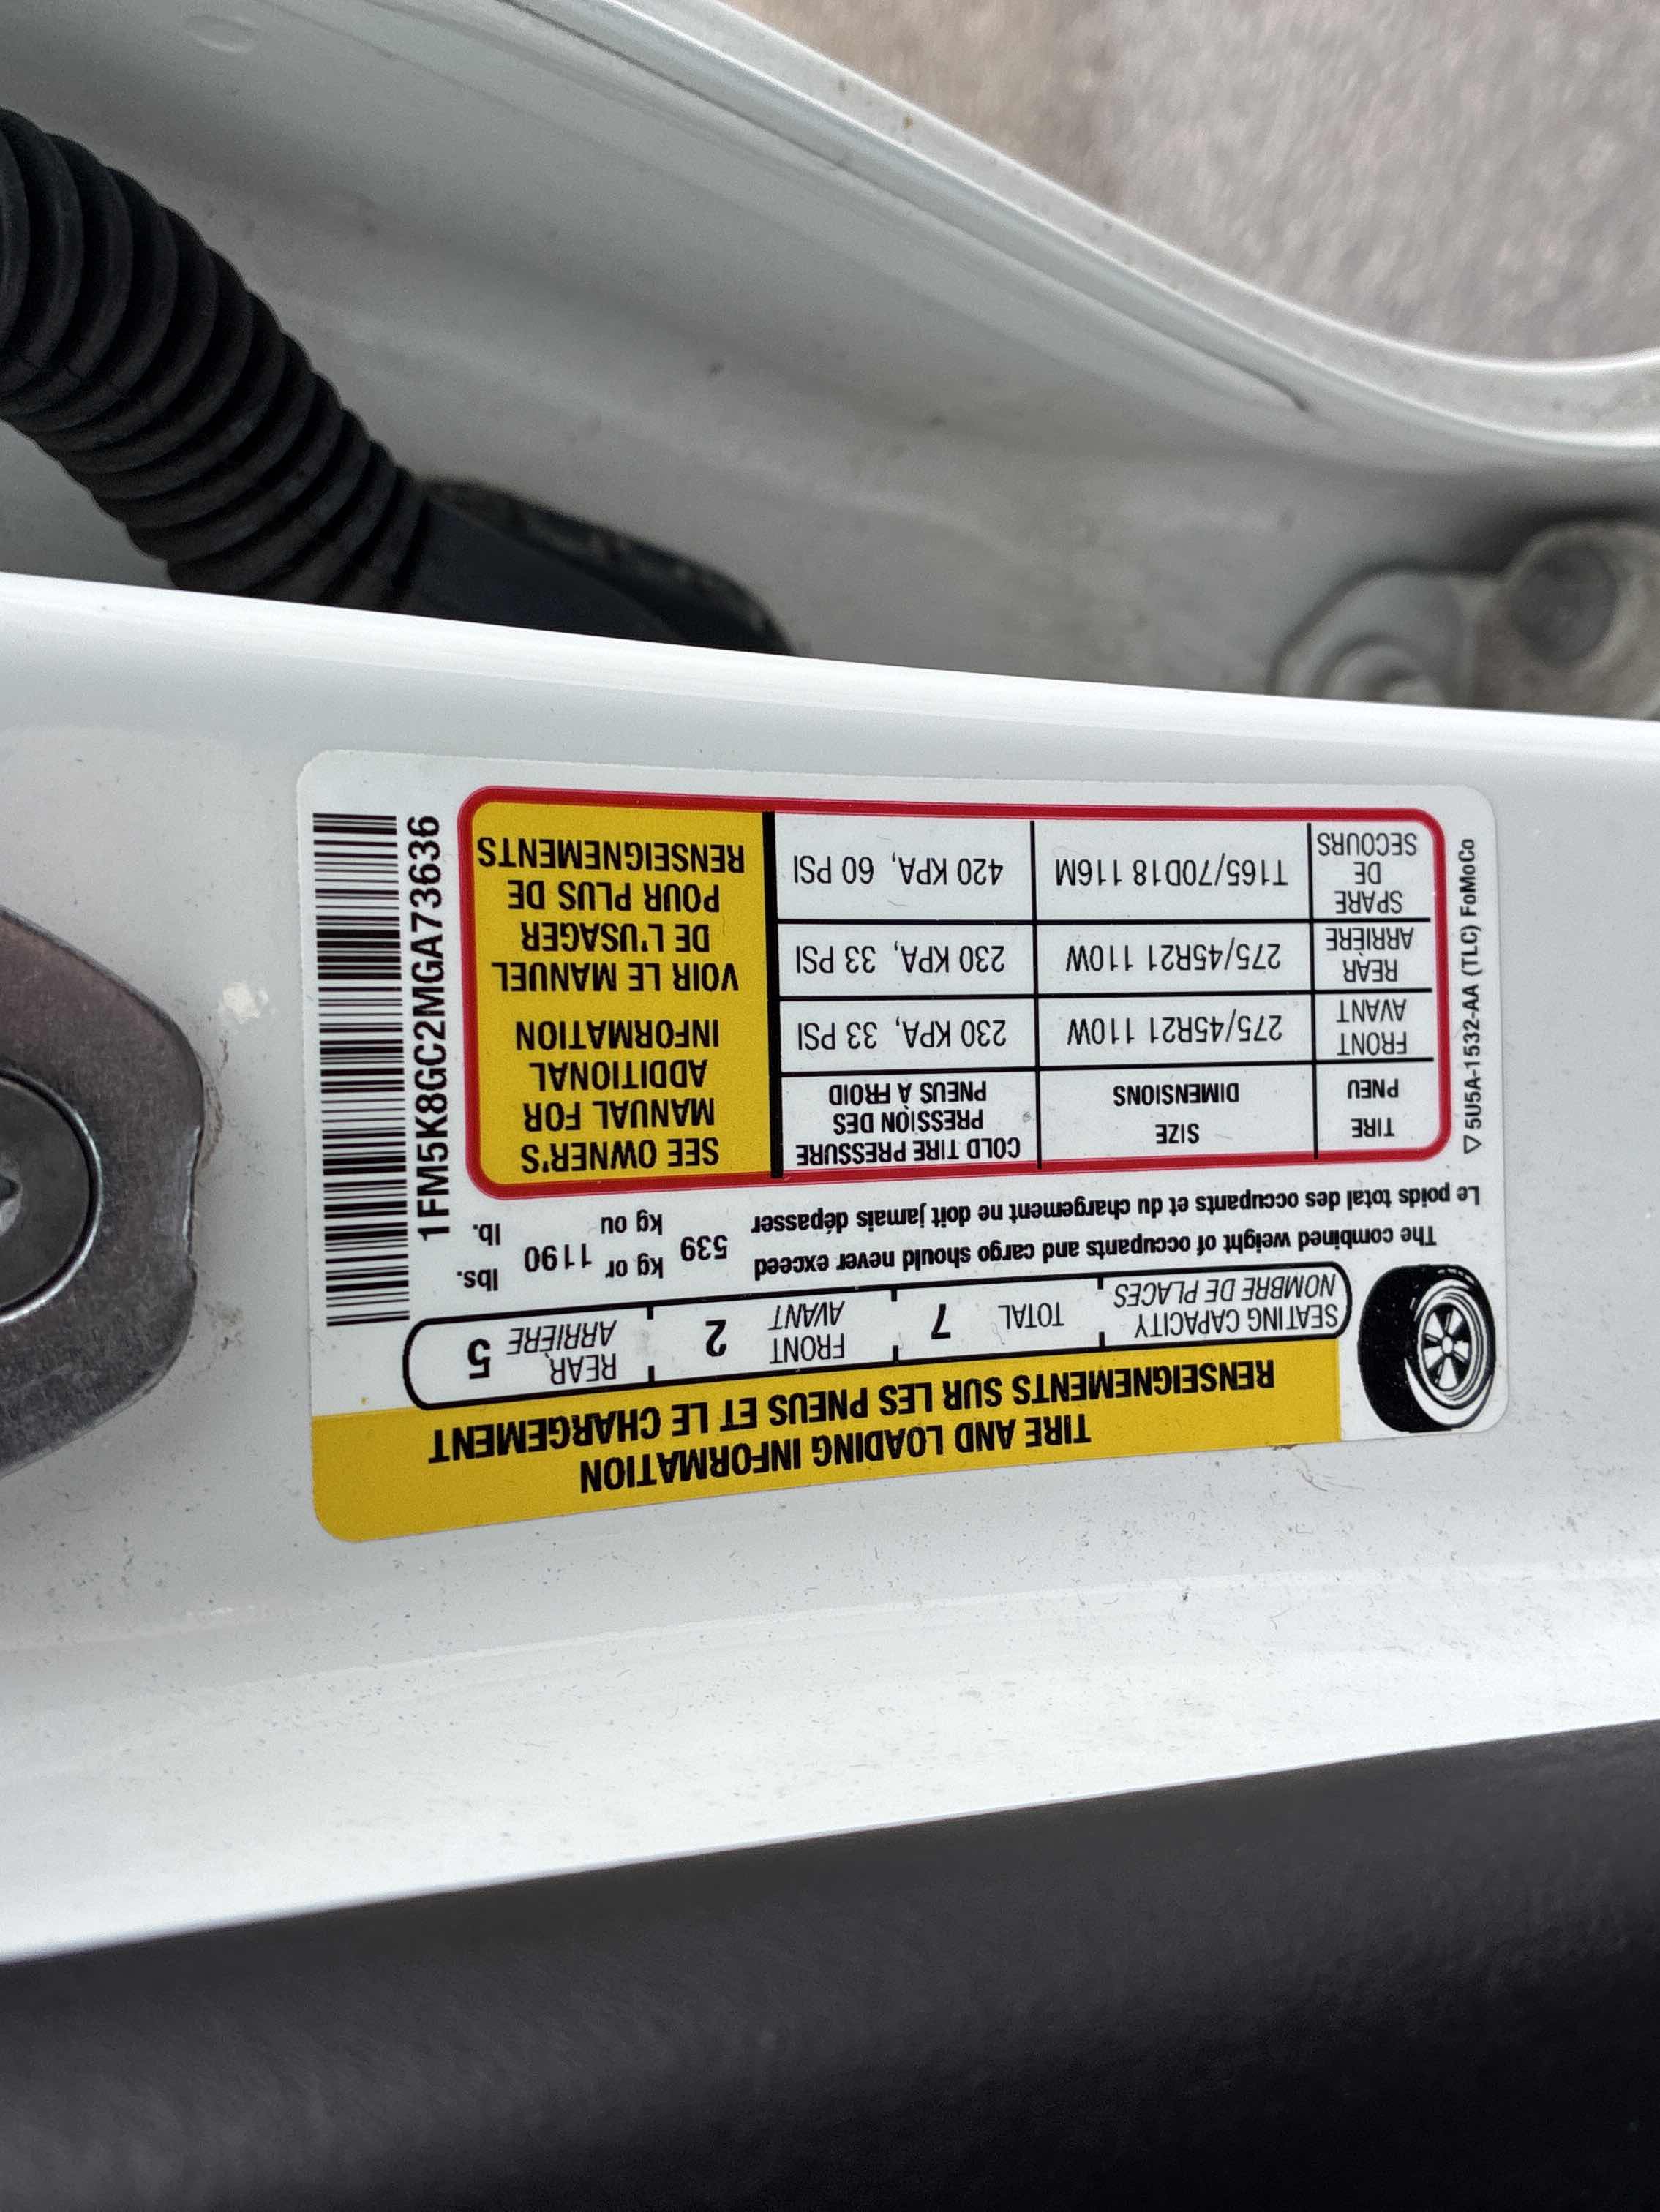 TIRE AND LOADING INFORMATION
RENSEIGNEMENTS SUR LES PNEUS ET LE CHARGEMENT
SEATING CAPACITY
NOMBRE DE PLACES
TOTAL 7
FRONT
AVANT
2
REAR
ARRIÈRE
5
The combined weight of occupants and cargo should never exceed 539 kg or 1190 lbs.
Le poids total des occupants et du chargement ne doit jamais dépasser kg ou lb.
TIRE
PNEU
SIZE
DIMENSIONS
COLD TIRE PRESSURE
PRESSION DES
PNEUS À FROID
FRONT
AVANT
275/45R21 110W
230 KPA, 33 PSI
REAR
ARRIÈRE
275/45R21 110W
230 KPA, 33 PSI
SPARE
DE
SECOURS
T165/70D18 116M
420 KPA, 60 PSI
SEE OWNER'S
MANUAL FOR
ADDITIONAL
INFORMATION
VOIR LE MANUEL
DE L'USAGER
POUR PLUS DE
RENSEIGNEMENTS
▽ 5U5A-1532-AA (TLC) FoMoCo
1FM5K8GC2MGA73636